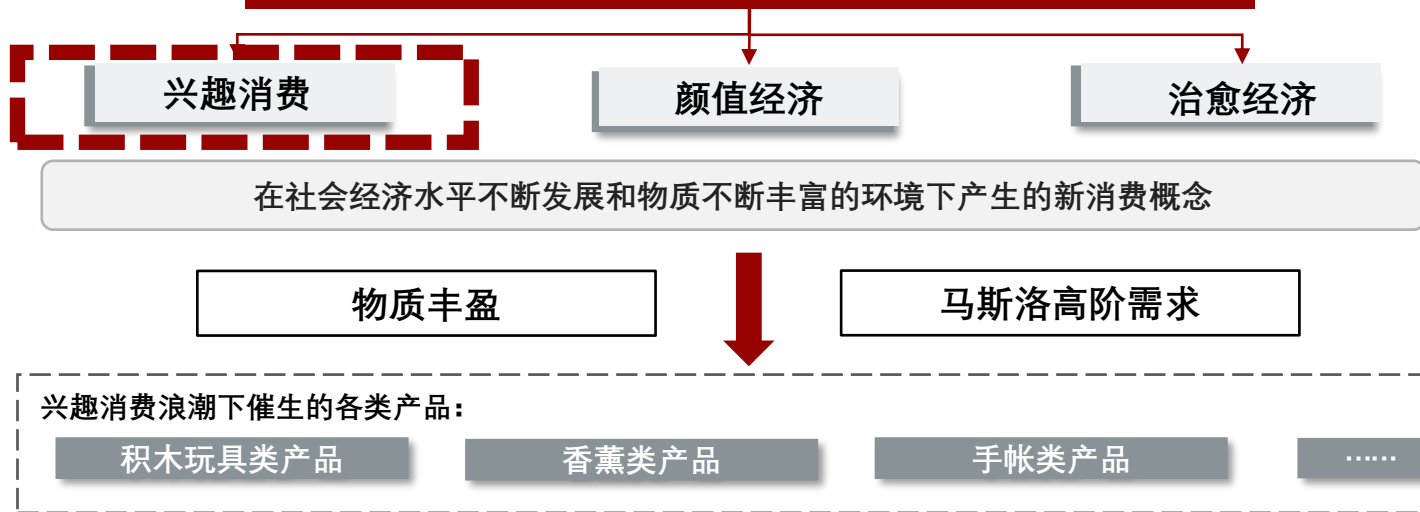 兴趣消费
颜值经济
治愈经济
在社会经济水平不断发展和物质不断丰富的环境下产生的新消费概念
物质丰盈
马斯洛高阶需求
兴趣消费浪潮下催生的各类产品：
积木玩具类产品
香薰类产品
手帐类产品
……